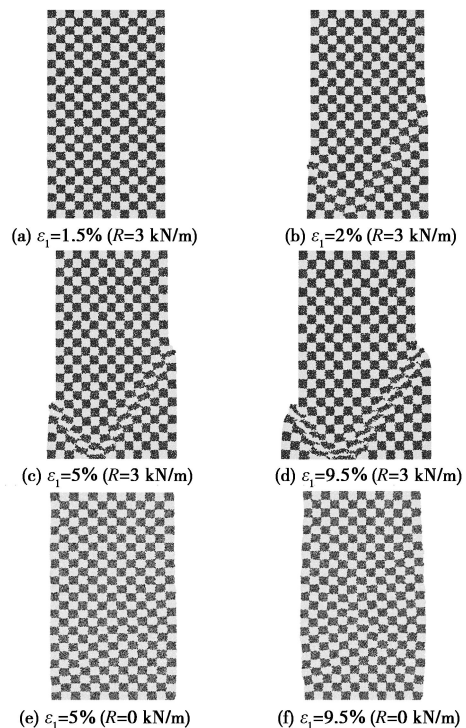 (a) ε₁=1.5% (R=3 kN/m)
(b) ε₁=2% (R=3 kN/m)
(c) ε₁=5% (R=3 kN/m)
(d) ε₁=9.5% (R=3 kN/m)
(e) ε₁=5% (R=0 kN/m)
(f) ε₁=9.5% (R=0 kN/m)